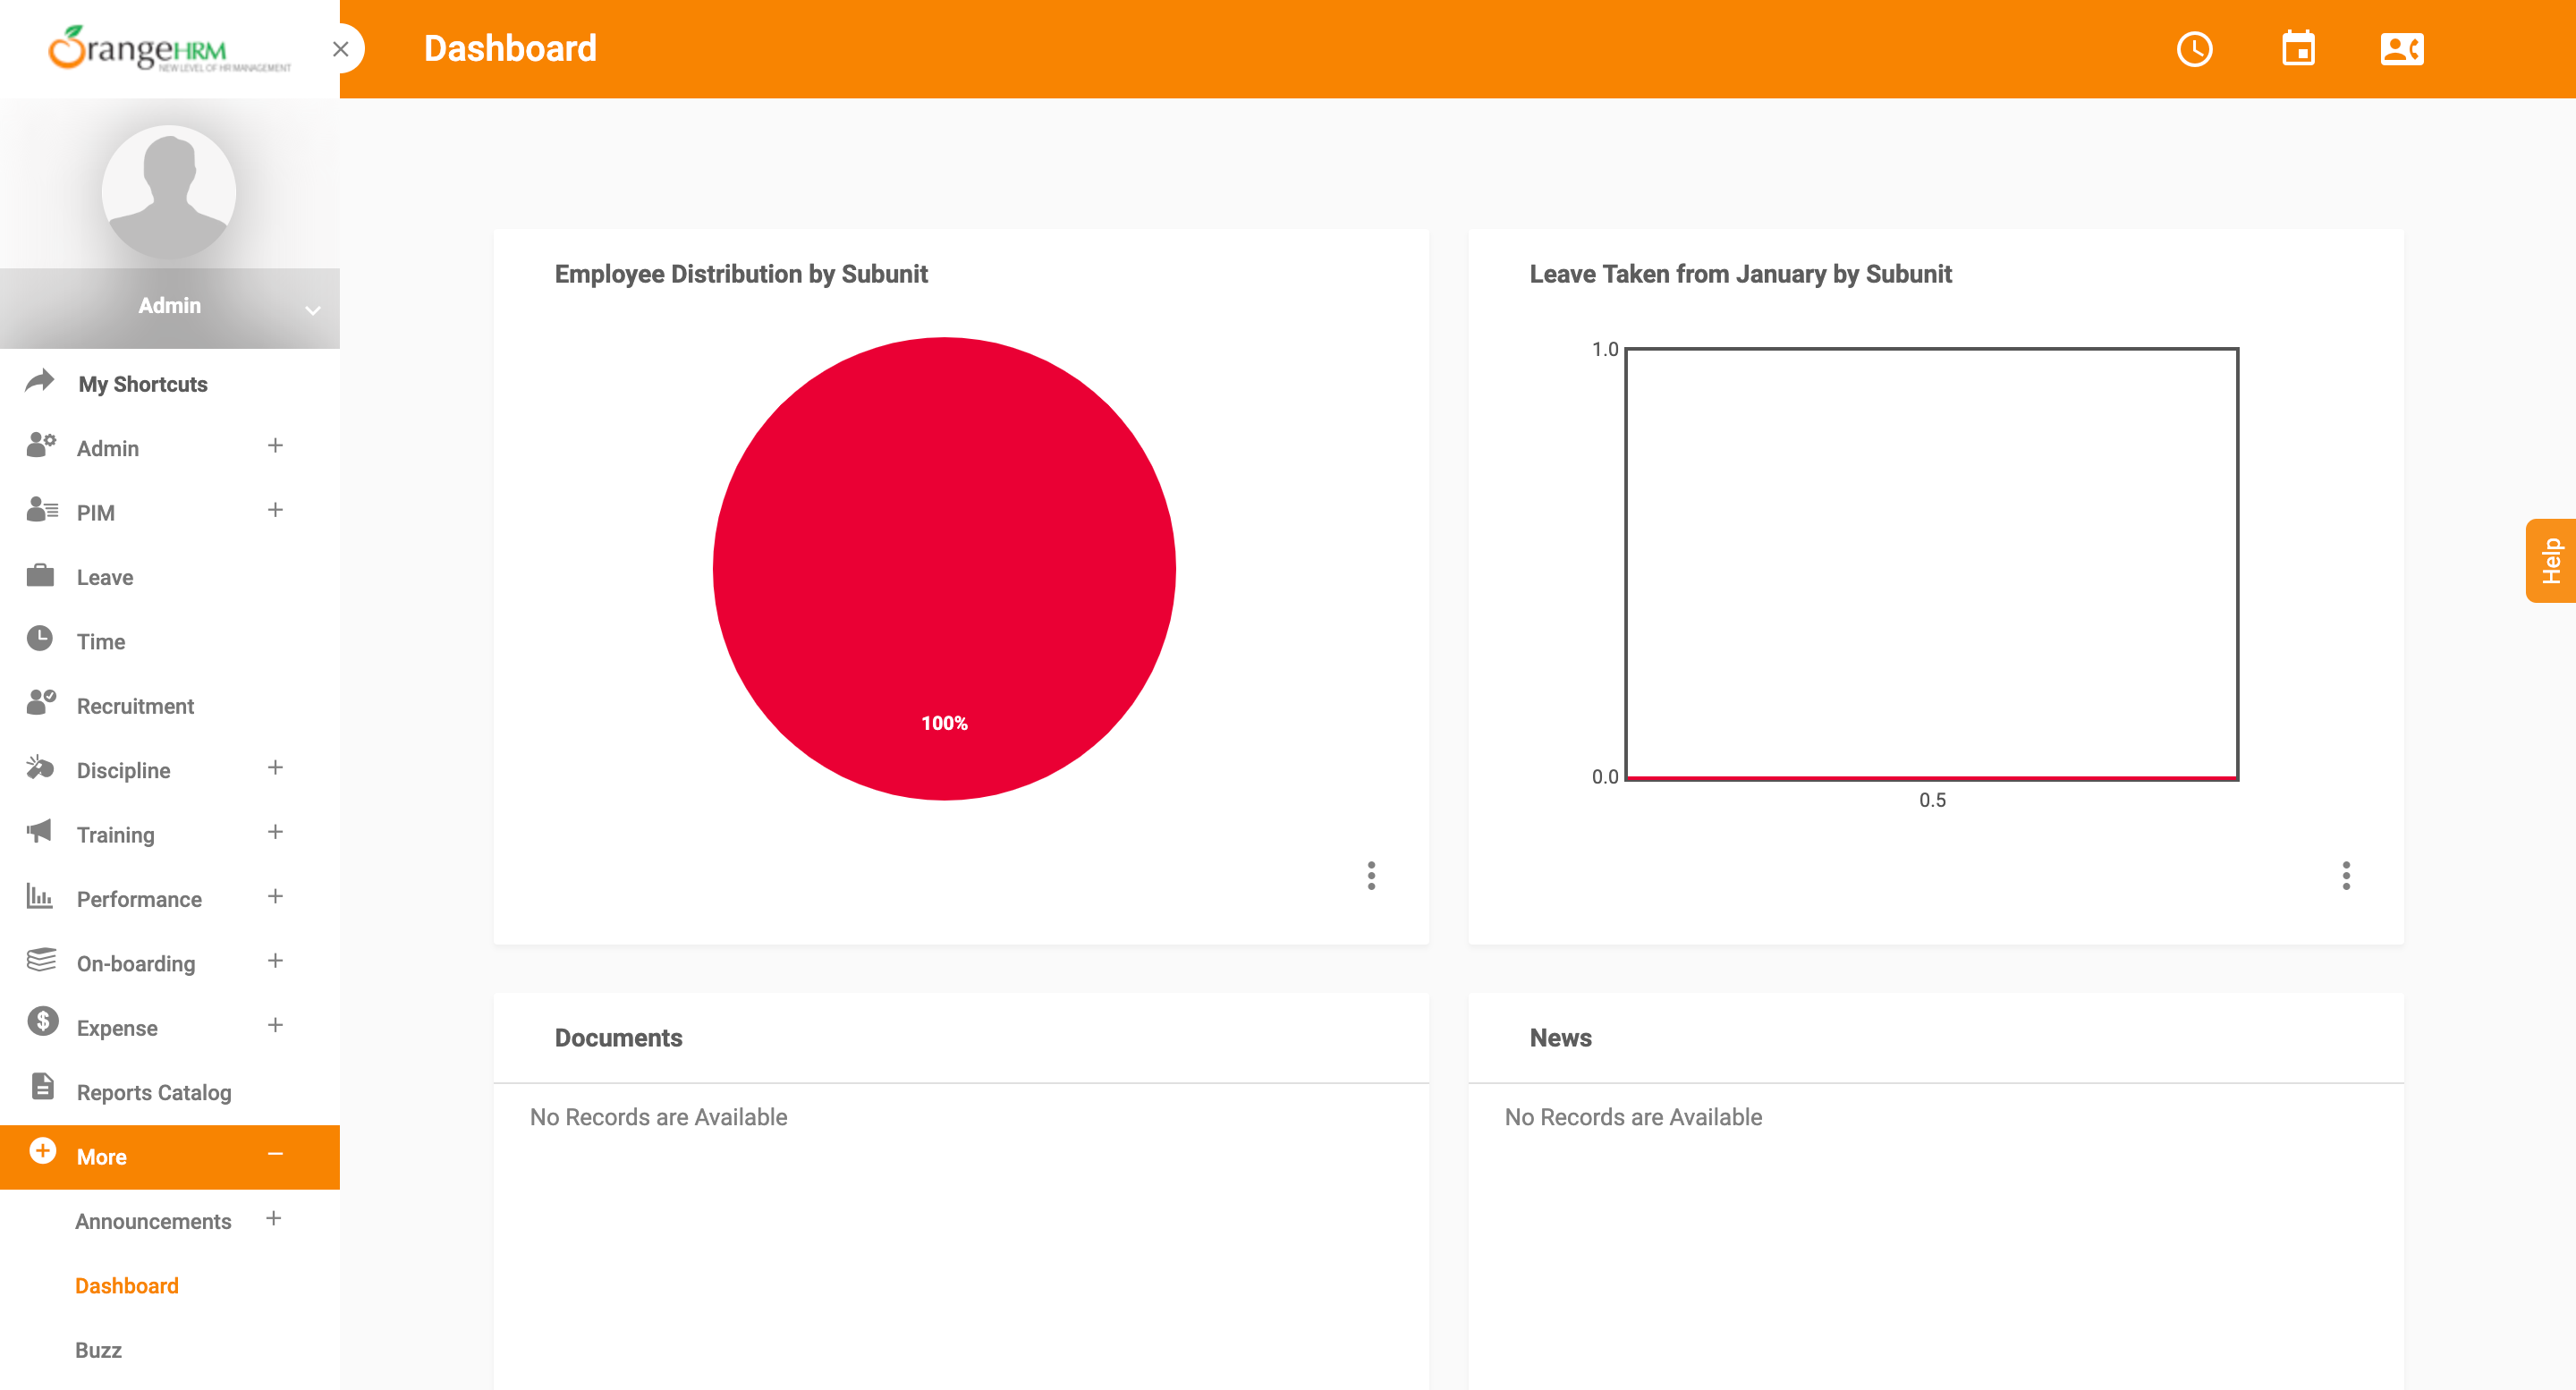 OrangeHRM
NEW LEVEL OF HR MANAGEMENT
Dashboard
Admin
My Shortcuts
Admin
PIM
Leave
Time
Recruitment
Discipline
Training
Performance
On-boarding
Expense
Reports Catalog
More
Announcements
Dashboard
Buzz
Employee Distribution by Subunit
100%
Leave Taken from January by Subunit
1.0
0.0
0.5
Documents
No Records are Available
News
No Records are Available
Help